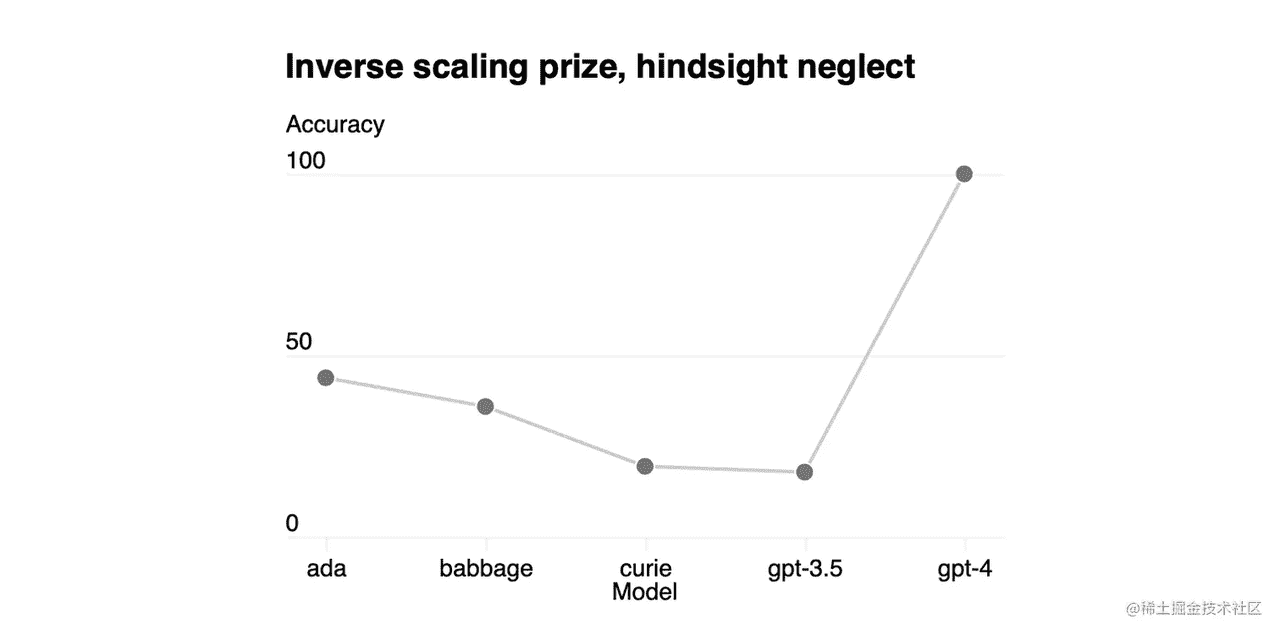 Inverse scaling prize, hindsight neglect
Accuracy
100
50
0
ada babbage curie gpt-3.5 gpt-4
Model
@稀土掘金技术社区